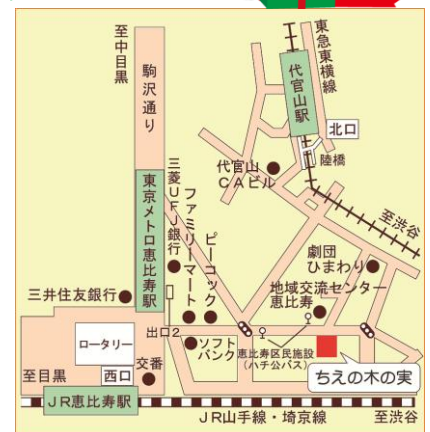 至中目黒
駒沢通り
東急東横線
代官山駅
北口
陸橋
代官山
CAビル
三菱UFJ銀行
ファミリーマート
ピーコック
東京メトロ恵比寿駅
至渋谷
劇団
ひまわり
地域交流センター
恵比寿
三井住友銀行
出口2
ロータリー
ソフト
バンク
恵比寿区民施設
(ハチ公バス)
ちえの木の実
至目黒
西口
交番
JR恵比寿駅
JR山手線・埼京線
至渋谷